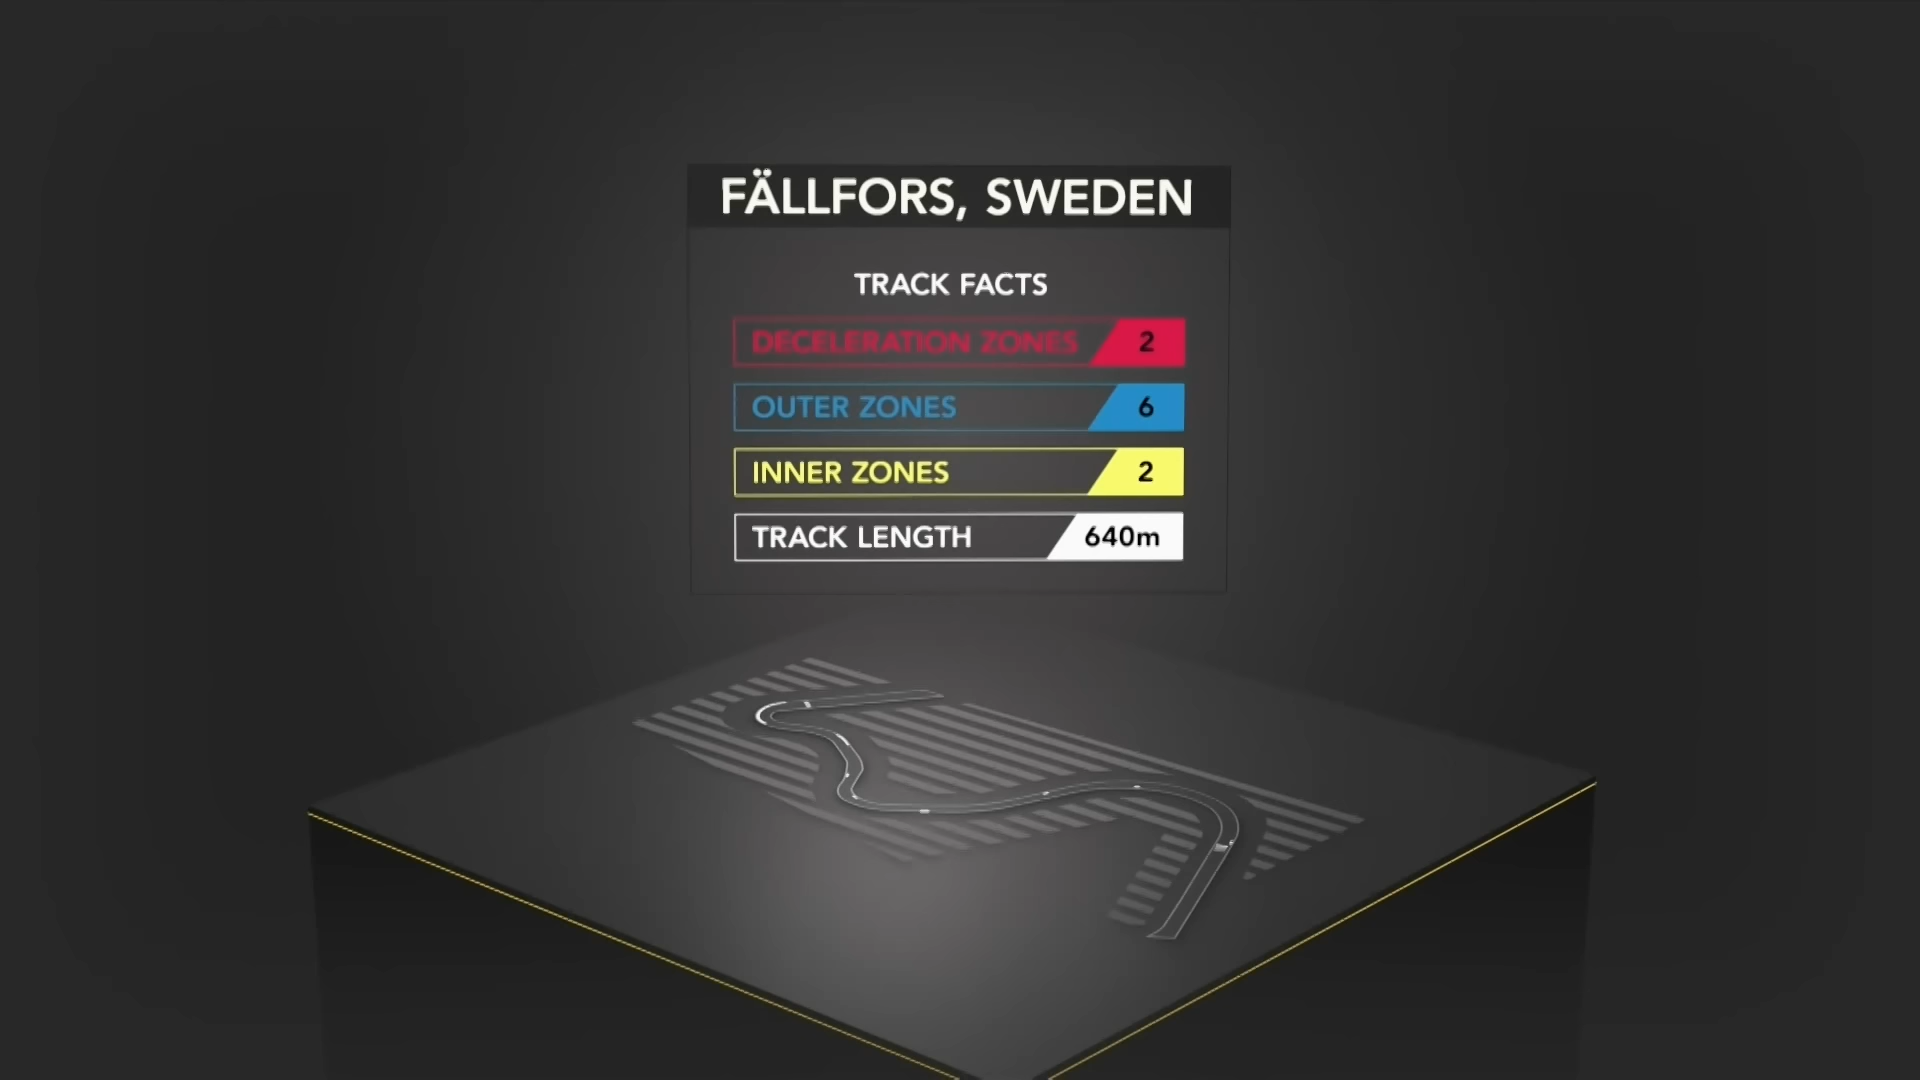 FÄLLFORS, SWEDEN
TRACK FACTS
DECELERATION ZONES 2
OUTER ZONES 6
INNER ZONES 2
TRACK LENGTH 640m